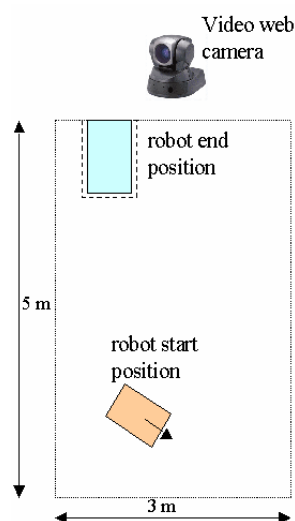 Video web
camera
robot end
position
5 m
robot start
position
3 m